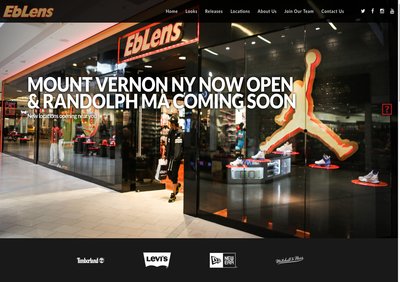 EbLens
Home Looks Releases Locations About Us Join Our Team Contact Us
EbLens
MOUNT VERNON NY NOW OPEN
& RANDOLPH MA COMING SOON
New locations opening near you!
Timberland
LEVI'S
NEW ERA
Mitchell & Ness